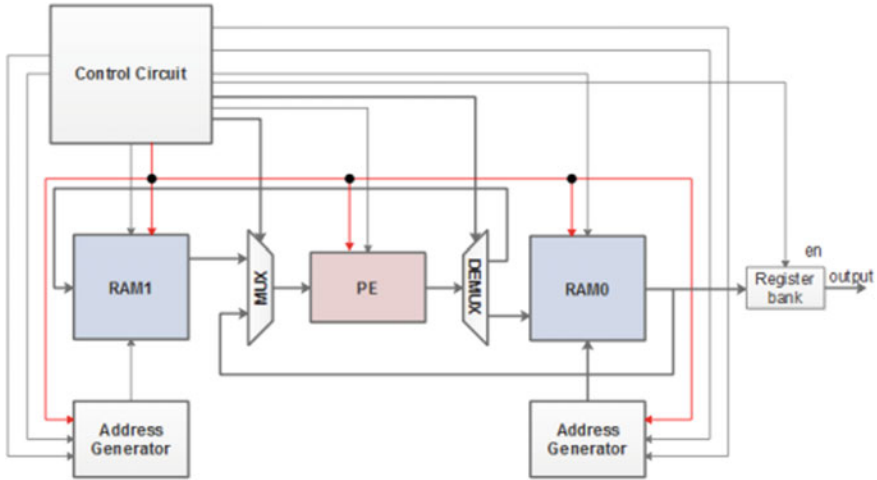 Control Circuit
en
RAM1
MUX
PE
DEMUX
RAM0
Register
bank
output
Address
Generator
Address
Generator